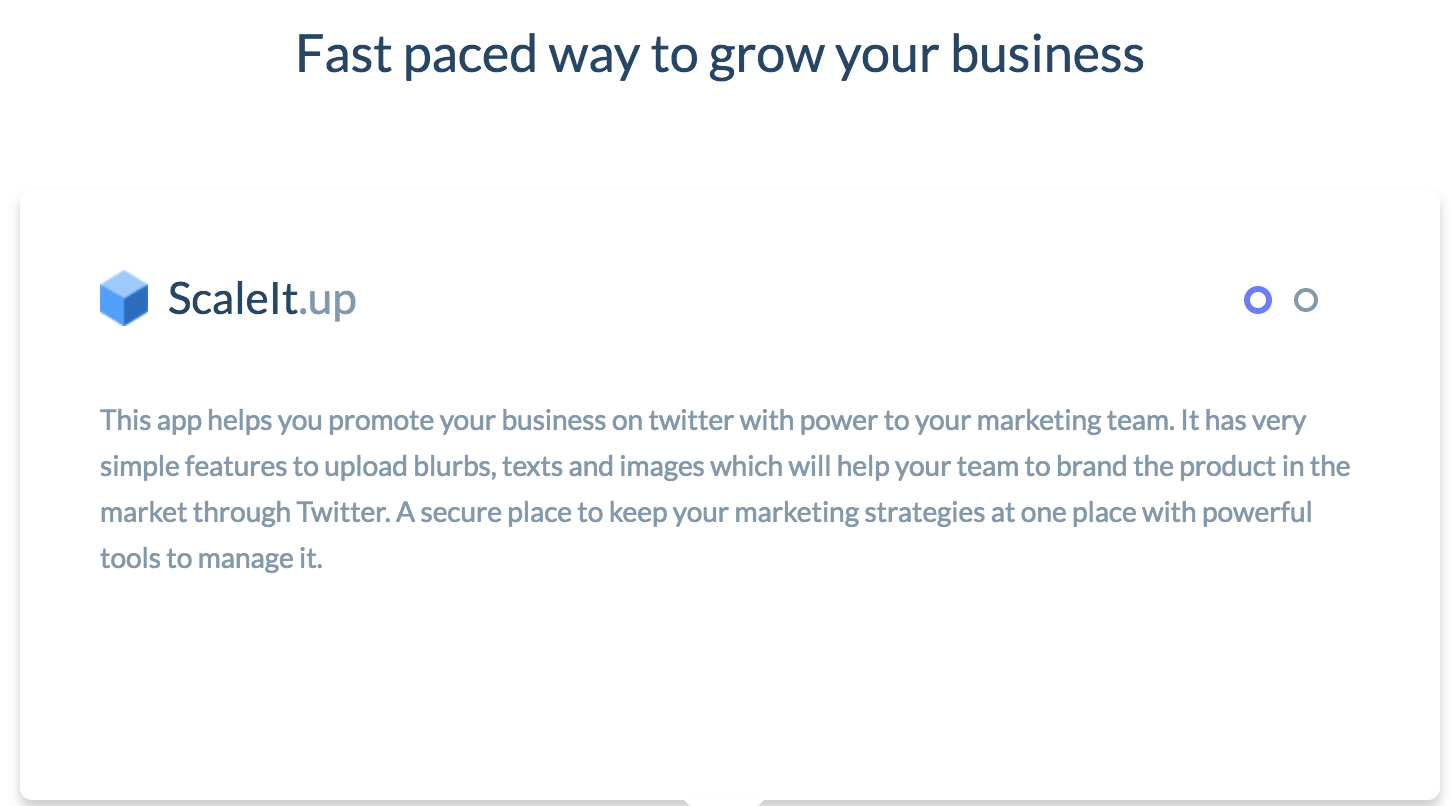 Fast paced way to grow your business
ScaleIt.up
This app helps you promote your business on twitter with power to your marketing team. It has very
simple features to upload blurbs, texts and images which will help your team to brand the product in the
market through Twitter. A secure place to keep your marketing strategies at one place with powerful
tools to manage it.